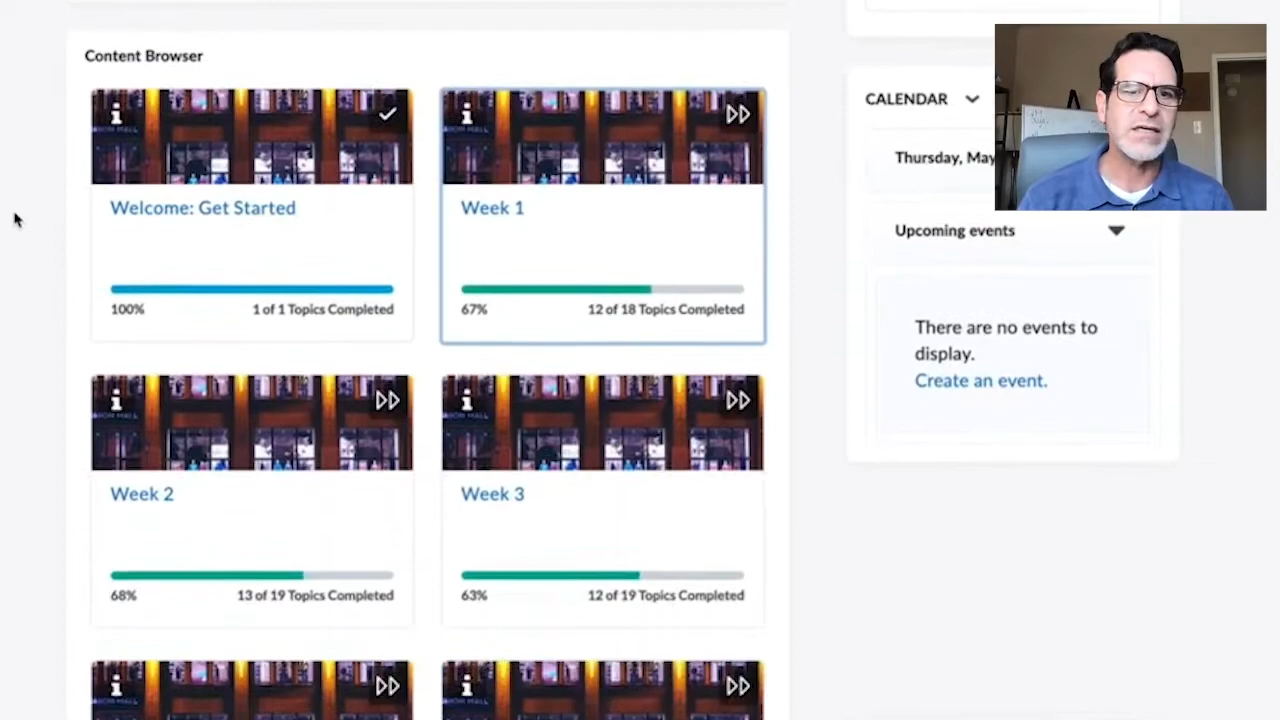 Content Browser
Welcome: Get Started
100%
1 of 1 Topics Completed
Week 1
67%
12 of 18 Topics Completed
Week 2
68%
13 of 19 Topics Completed
Week 3
63%
12 of 19 Topics Completed
CALENDAR
Thursday, May
Upcoming events
There are no events to
display.
Create an event.